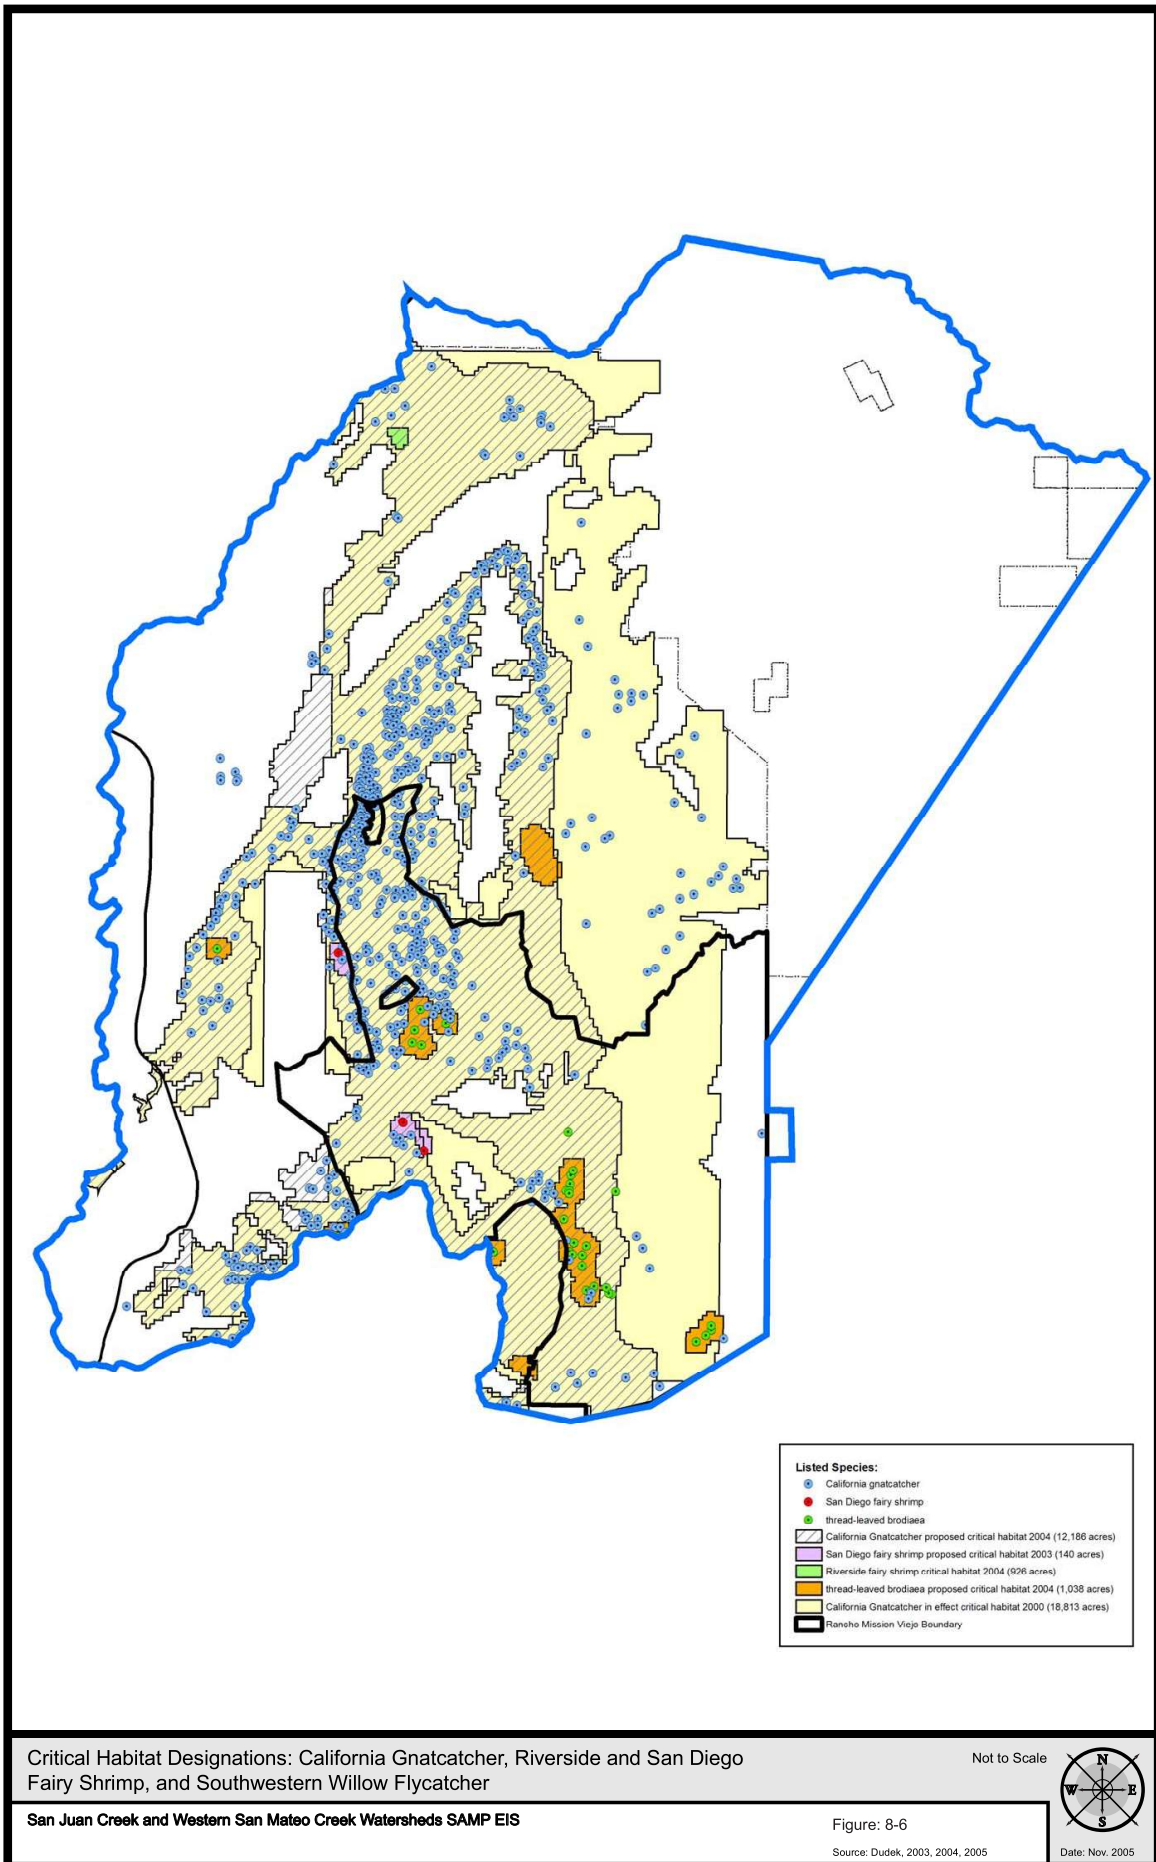 Listed Species:
California gnatcatcher
San Diego fairy shrimp
thread-leaved brodiaea
California Gnatcatcher proposed critical habitat 2004 (12,186 acres)
San Diego fairy shrimp proposed critical habitat 2003 (140 acres)
Riverside fairy shrimp critical habitat 2004 (926 acres)
thread-leaved brodiaea proposed critical habitat 2004 (1,038 acres)
California Gnatcatcher in effect critical habitat 2000 (18,813 acres)
Rancho Mission Viejo Boundary
Critical Habitat Designations: California Gnatcatcher, Riverside and San Diego
Fairy Shrimp, and Southwestern Willow Flycatcher
Not to Scale
N
W E
S
San Juan Creek and Western San Mateo Creek Watersheds SAMP EIS
Figure: 8-6
Source: Dudek, 2003, 2004, 2005
Date: Nov. 2005